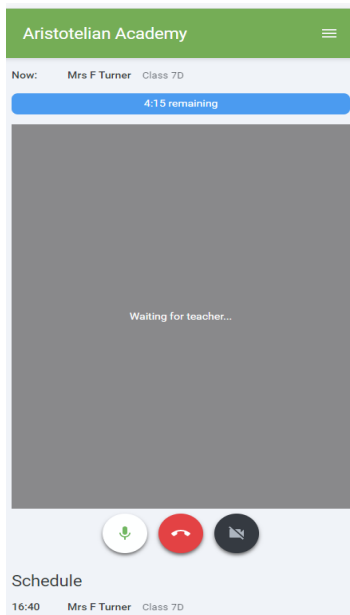 Aristotelian Academy
Now: Mrs F Turner Class 7D
4:15 remaining
Waiting for teacher...
Schedule
16:40 Mrs F Turner Class 7D